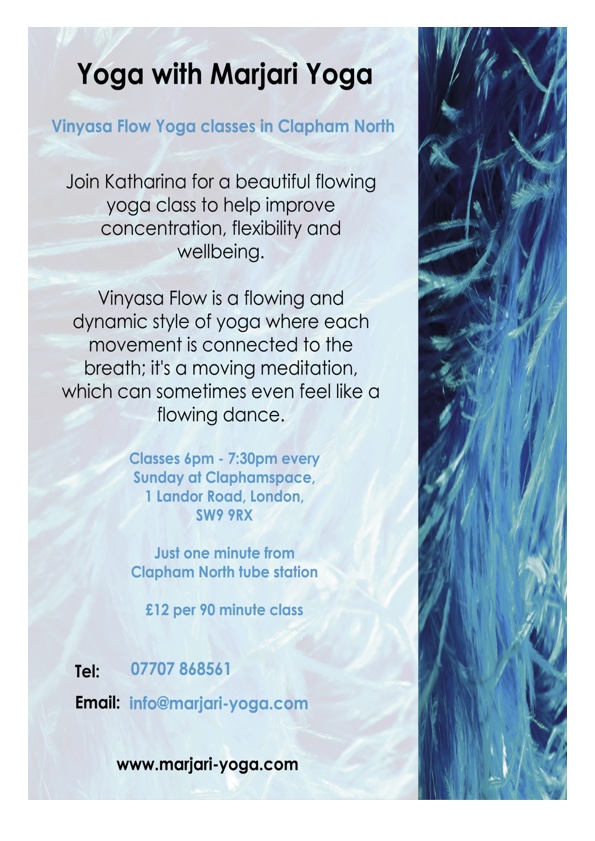 Yoga with Marjari Yoga
Vinyasa Flow Yoga classes in Clapham North
Join Katharina for a beautiful flowing
yoga class to help improve
concentration, flexibility and
wellbeing.
Vinyasa Flow is a flowing and
dynamic style of yoga where each
movement is connected to the
breath; it's a moving meditation,
which can sometimes even feel like a
flowing dance.
Classes 6pm - 7:30pm every
Sunday at Claphamspace,
1 Landor Road, London,
SW9 9RX
Just one minute from
Clapham North tube station
£12 per 90 minute class
Tel: 07707 868561
Email: info@marjari-yoga.com
www.marjari-yoga.com